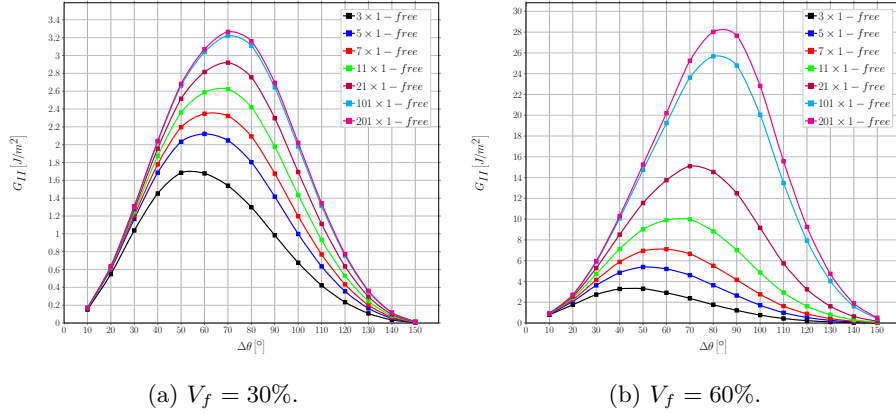 3.4
3.2
3
2.8
2.6
2.4
2.2
2
1.8
1.6
1.4
1.2
1
0.8
0.6
0.4
0.2
0
G_{II} [J/m^2]
0 10 20 30 40 50 60 70 80 90 100 110 120 130 140 150
Δθ [°]
3 × 1 − free
5 × 1 − free
7 × 1 − free
11 × 1 − free
21 × 1 − free
101 × 1 − free
201 × 1 − free
(a) V_f = 30%.
30
28
26
24
22
20
18
16
14
12
10
8
6
4
2
0
G_{II} [J/m^2]
0 10 20 30 40 50 60 70 80 90 100 110 120 130 140 150
Δθ [°]
3 × 1 − free
5 × 1 − free
7 × 1 − free
11 × 1 − free
21 × 1 − free
101 × 1 − free
201 × 1 − free
(b) V_f = 60%.